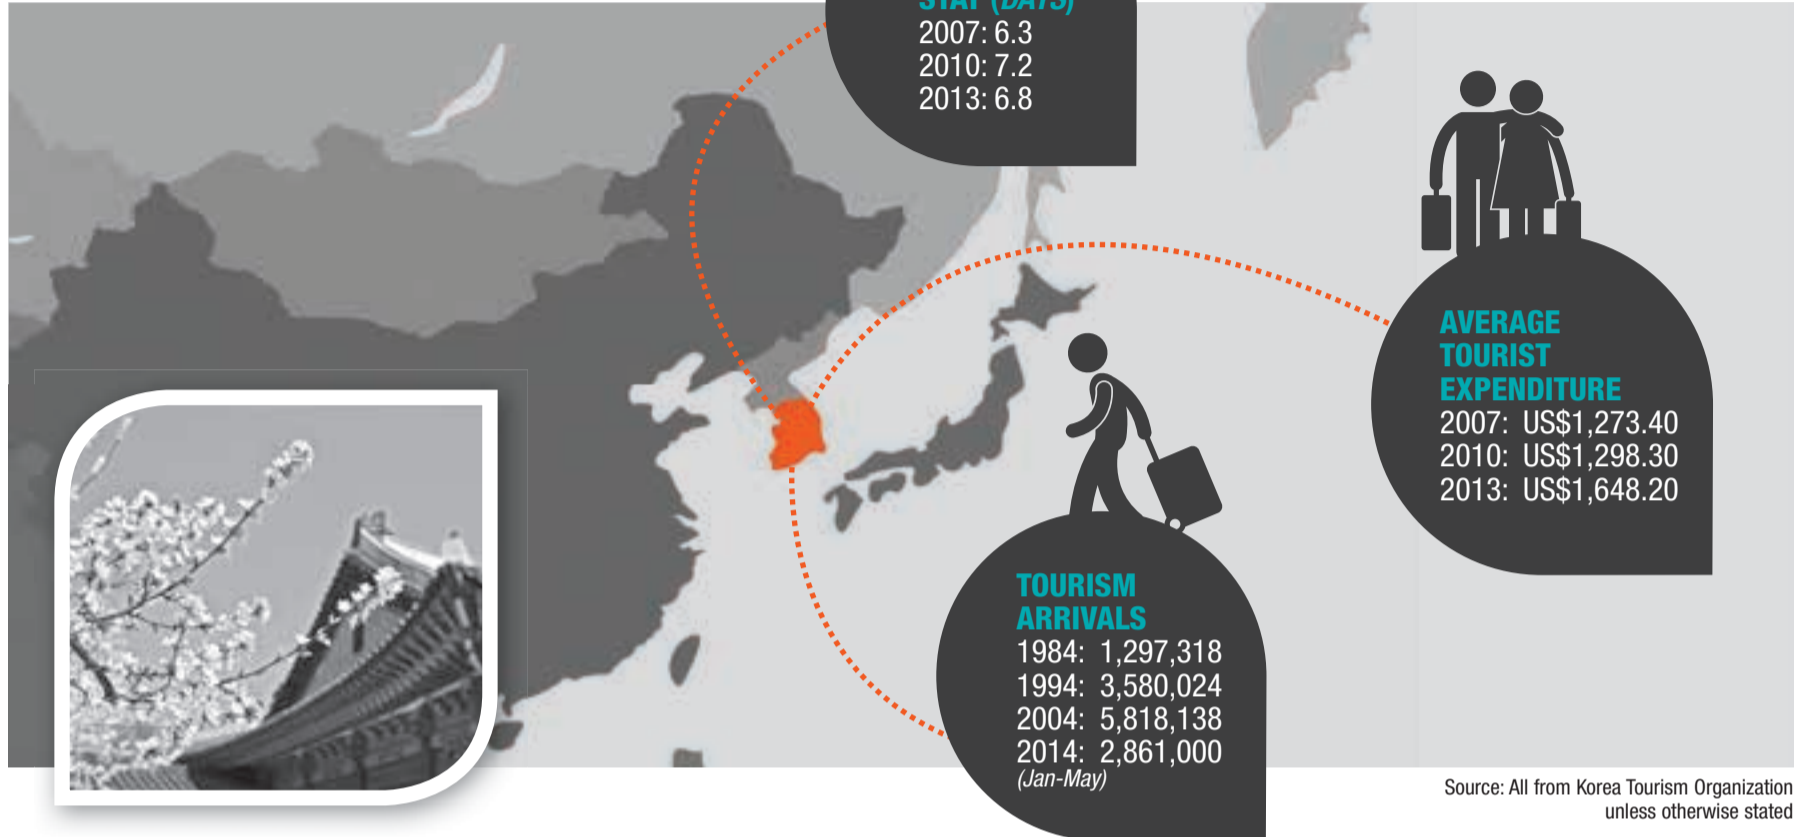 STAY (DAYS)
2007: 6.3
2010: 7.2
2013: 6.8
AVERAGE
TOURIST
EXPENDITURE
2007: US$1,273.40
2010: US$1,298.30
2013: US$1,648.20
TOURISM
ARRIVALS
1984: 1,297,318
1994: 3,580,024
2004: 5,818,138
2014: 2,861,000
(Jan-May)
Source: All from Korea Tourism Organization
unless otherwise stated